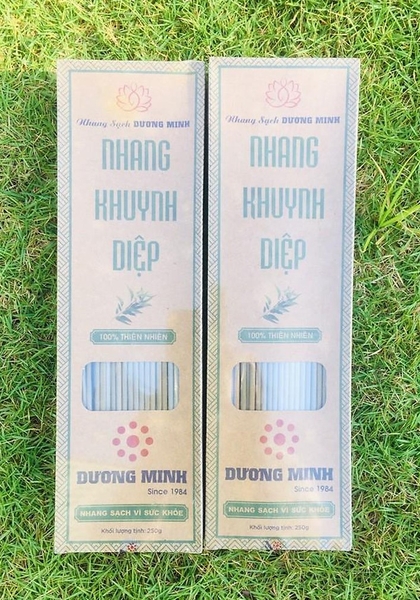 Nhang Sạch DƯƠNG MINH
NHANG
KHUYNH
DIỆP
100% THIÊN NHIÊN
DƯƠNG MINH
Since 1984
NHANG SẠCH VÌ SỨC KHỎE
Khối lượng tịnh: 250g
Nhang Sạch DƯƠNG MINH
NHANG
KHUYNH
DIỆP
100% THIÊN NHIÊN
DƯƠNG MINH
Since 1984
NHANG SẠCH VÌ SỨC KHỎE
Khối lượng tịnh: 250g